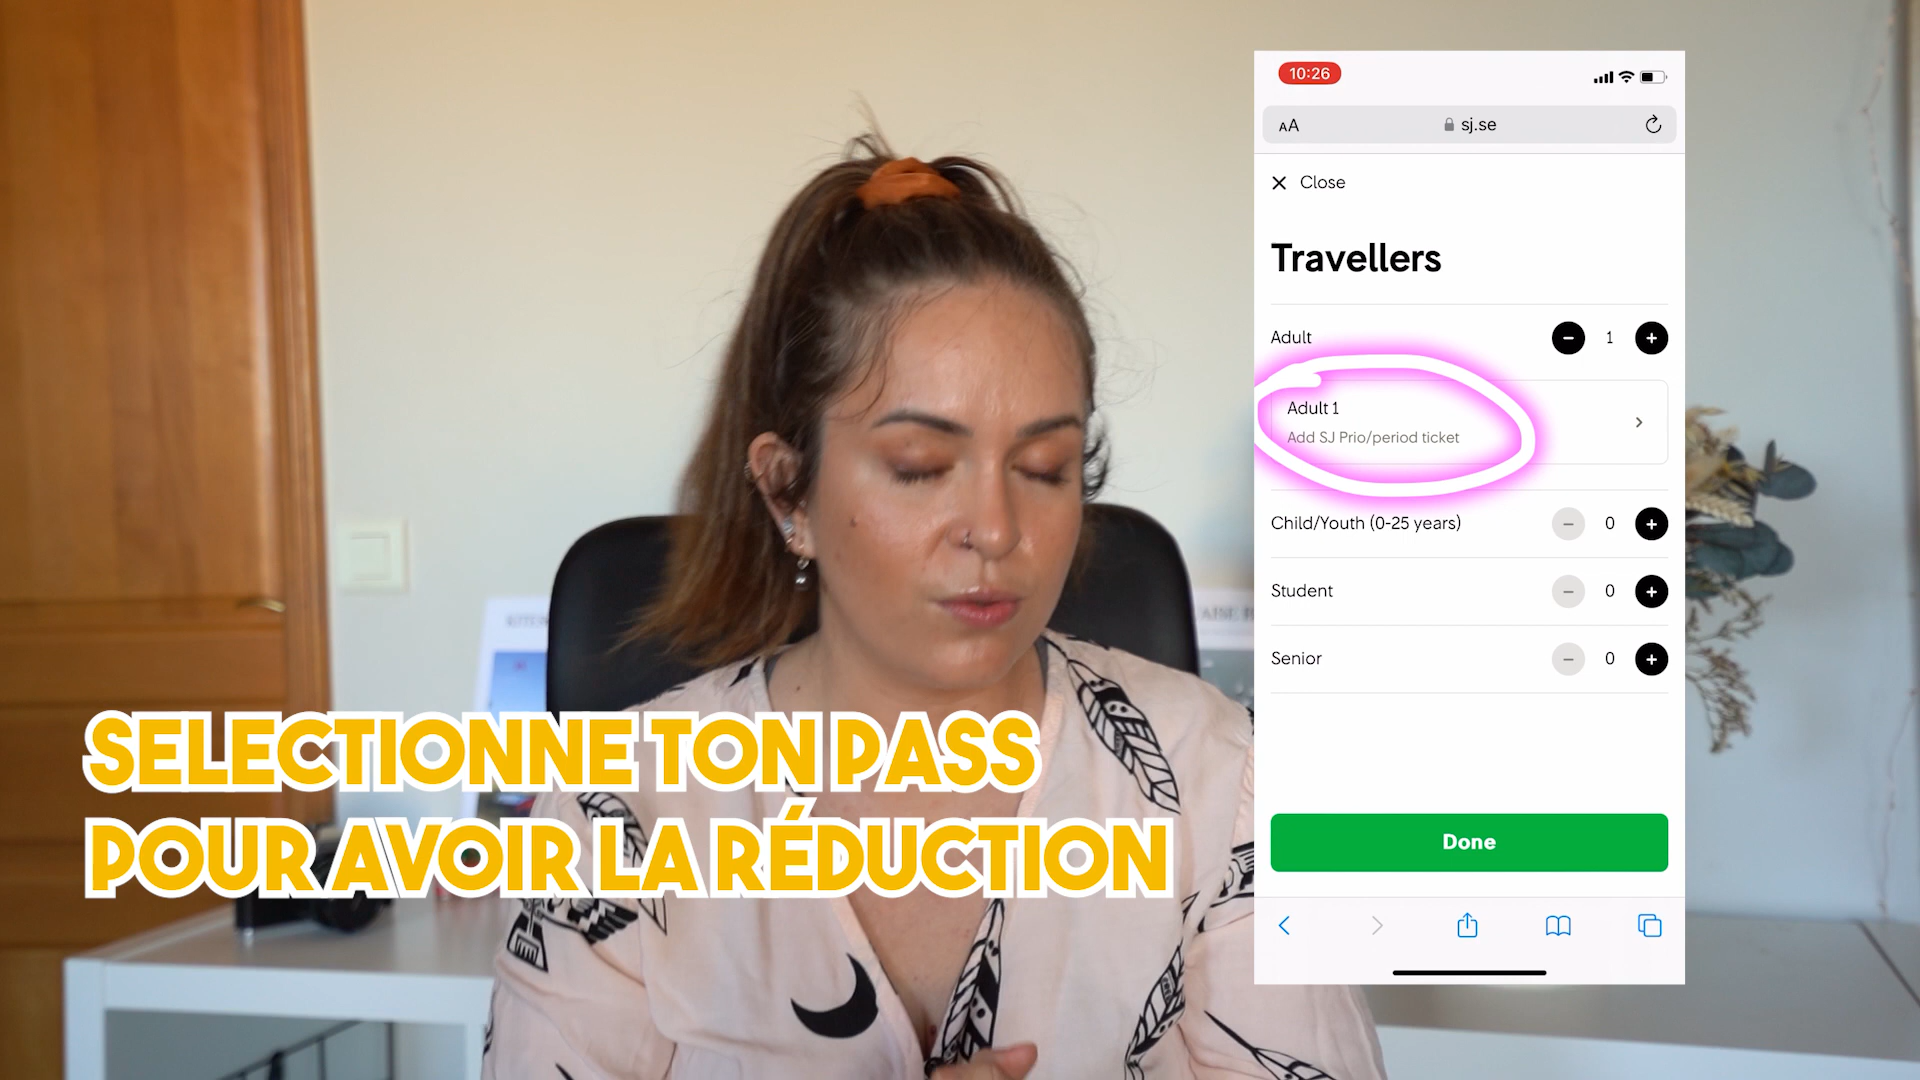 10:26
AA
sj.se
Close
Travellers
Adult
1
Adult 1
Add SJ Prio/period ticket
Child/Youth (0-25 years)
0
Student
0
Senior
0
Done
SELECTIONNE TON PASS
POUR AVOIR LA RÉDUCTION